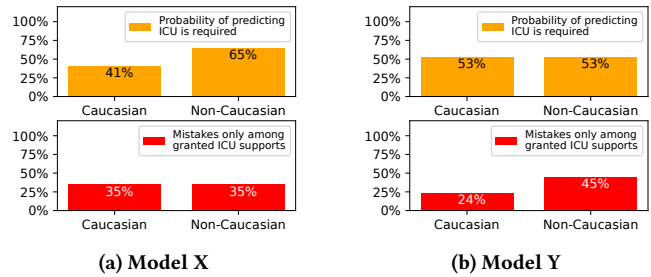 100%
75%
50%
25%
0%
Probability of predicting
ICU is required
41%
65%
Caucasian
Non-Caucasian
100%
75%
50%
25%
0%
Mistakes only among
granted ICU supports
35%
35%
Caucasian
Non-Caucasian
(a) Model X
100%
75%
50%
25%
0%
Probability of predicting
ICU is required
53%
53%
Caucasian
Non-Caucasian
100%
75%
50%
25%
0%
Mistakes only among
granted ICU supports
24%
45%
Caucasian
Non-Caucasian
(b) Model Y